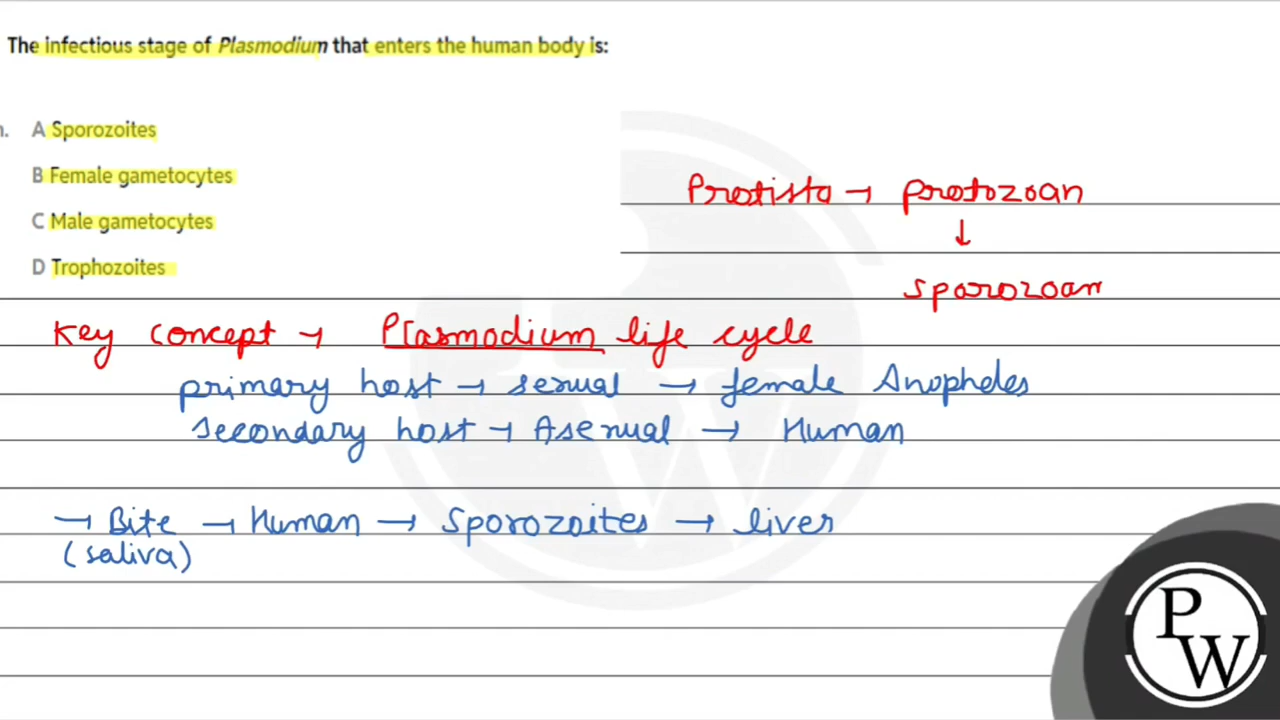 The infectious stage of Plasmodium that enters the human body is:
n. A Sporozoites
B Female gametocytes
C Male gametocytes
D Trophozoites
Protista → protozoan
↓
sporozoan
Key concept → Plasmodium life cycle
primary host → sexual → female Anopheles
secondary host → Asexual → Human
→ Bite → Human → Sporozoites → liver
(saliva)
P
W